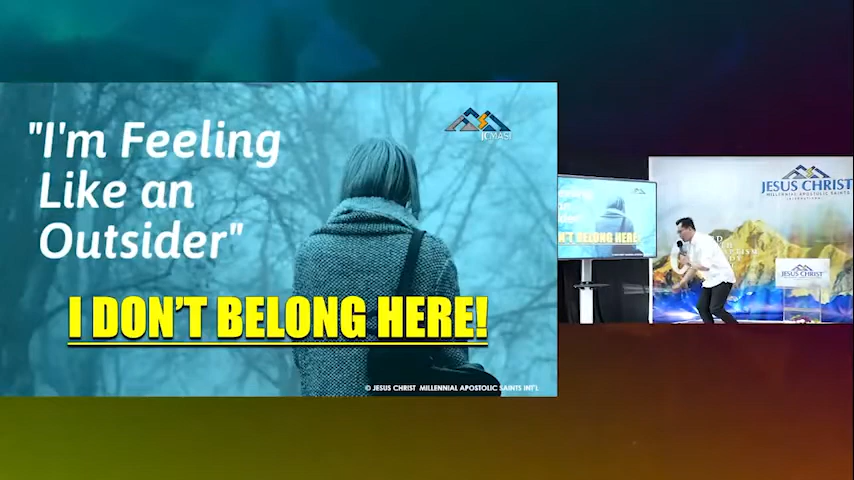 "I'm Feeling
Like an
Outsider"
I DON'T BELONG HERE!
JCMASI
© JESUS CHRIST MILLENNIAL APOSTOLIC SAINTS INT'L
I DON'T BELONG HERE
JESUS CHRIST
MILLENNIAL APOSTOLIC SAINTS
INTERNATIONAL
JESUS CHRIST